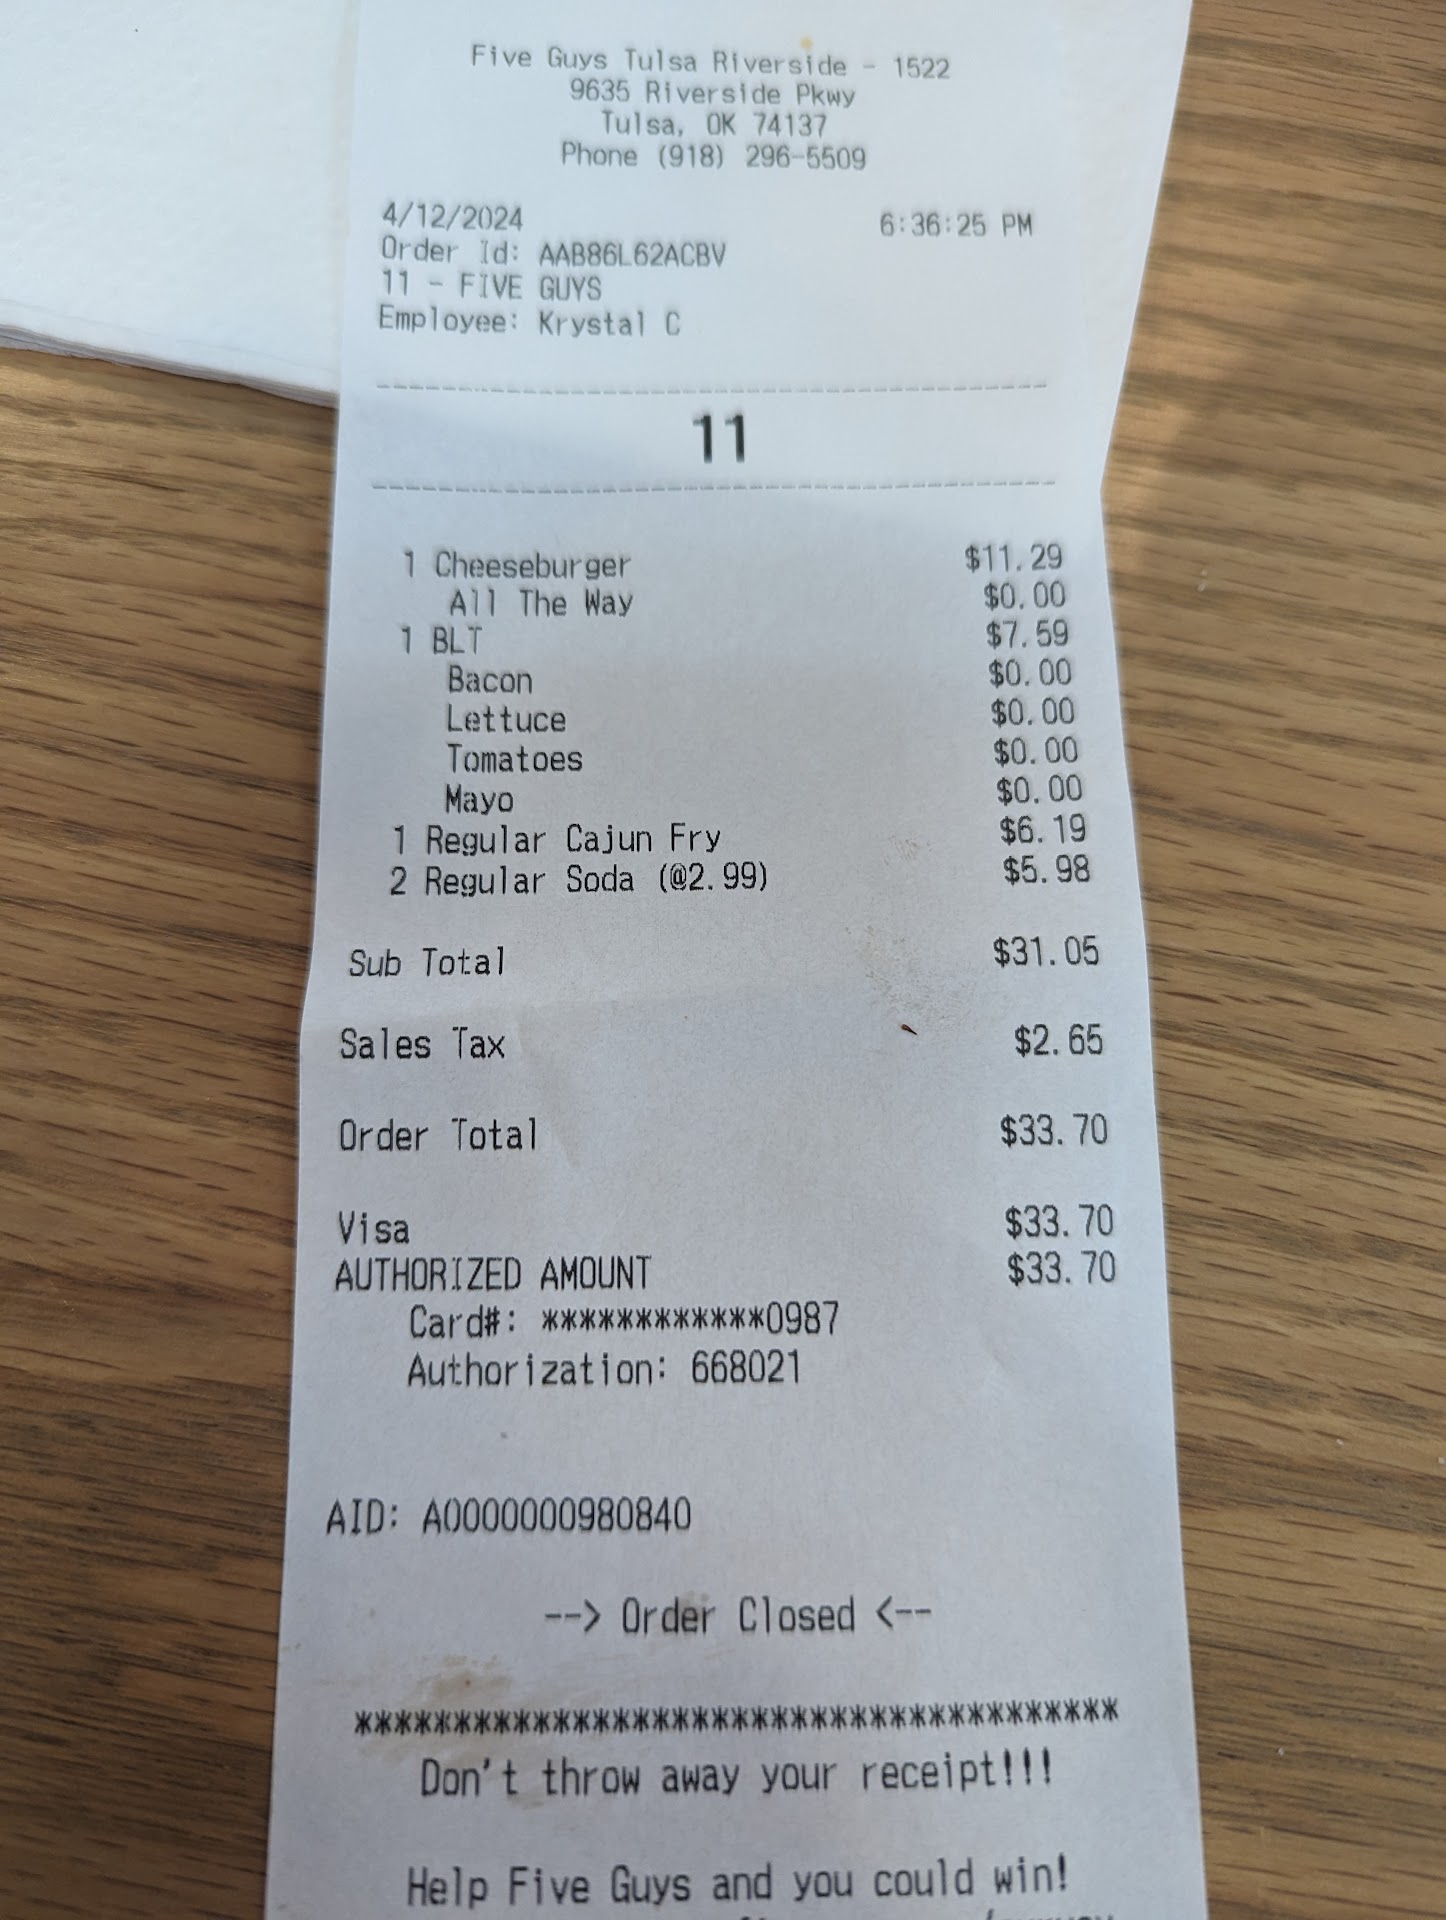 Five Guys Tulsa Riverside - 1522
9635 Riverside Pkwy
Tulsa, OK 74137
Phone (918) 296-5509
4/12/2024 6:36:25 PM
Order Id: AAB86L62ACBV
11 - FIVE GUYS
Employee: Krystal C
11
1 Cheeseburger $11.29
All The Way $0.00
1 BLT $7.59
Bacon $0.00
Lettuce $0.00
Tomatoes $0.00
Mayo $0.00
1 Regular Cajun Fry $6.19
2 Regular Soda (@2.99) $5.98
Sub Total $31.05
Sales Tax $2.65
Order Total $33.70
Visa $33.70
AUTHORIZED AMOUNT $33.70
Card#: ************0987
Authorization: 668021
AID: A0000000980840
--> Order Closed <--
***************************************
Don't throw away your receipt!!!
Help Five Guys and you could win!